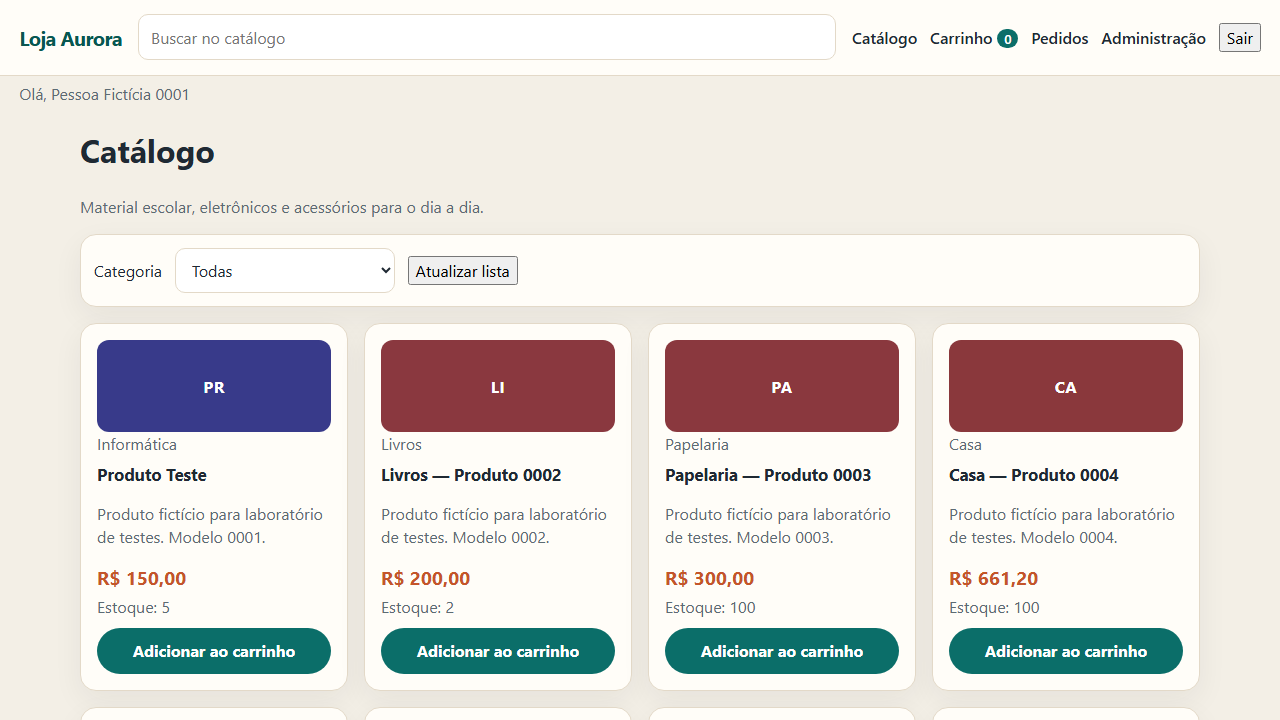 Loja Aurora
Buscar no catálogo
Catálogo
Carrinho 0
Pedidos
Administração
Sair
Olá, Pessoa Fictícia 0001
Catálogo
Material escolar, eletrônicos e acessórios para o dia a dia.
Categoria
Todas
Atualizar lista
PR
Informática
Produto Teste
Produto fictício para laboratório
de testes. Modelo 0001.
R$ 150,00
Estoque: 5
Adicionar ao carrinho
LI
Livros
Livros — Produto 0002
Produto fictício para laboratório
de testes. Modelo 0002.
R$ 200,00
Estoque: 2
Adicionar ao carrinho
PA
Papelaria
Papelaria — Produto 0003
Produto fictício para laboratório
de testes. Modelo 0003.
R$ 300,00
Estoque: 100
Adicionar ao carrinho
CA
Casa
Casa — Produto 0004
Produto fictício para laboratório
de testes. Modelo 0004.
R$ 661,20
Estoque: 100
Adicionar ao carrinho